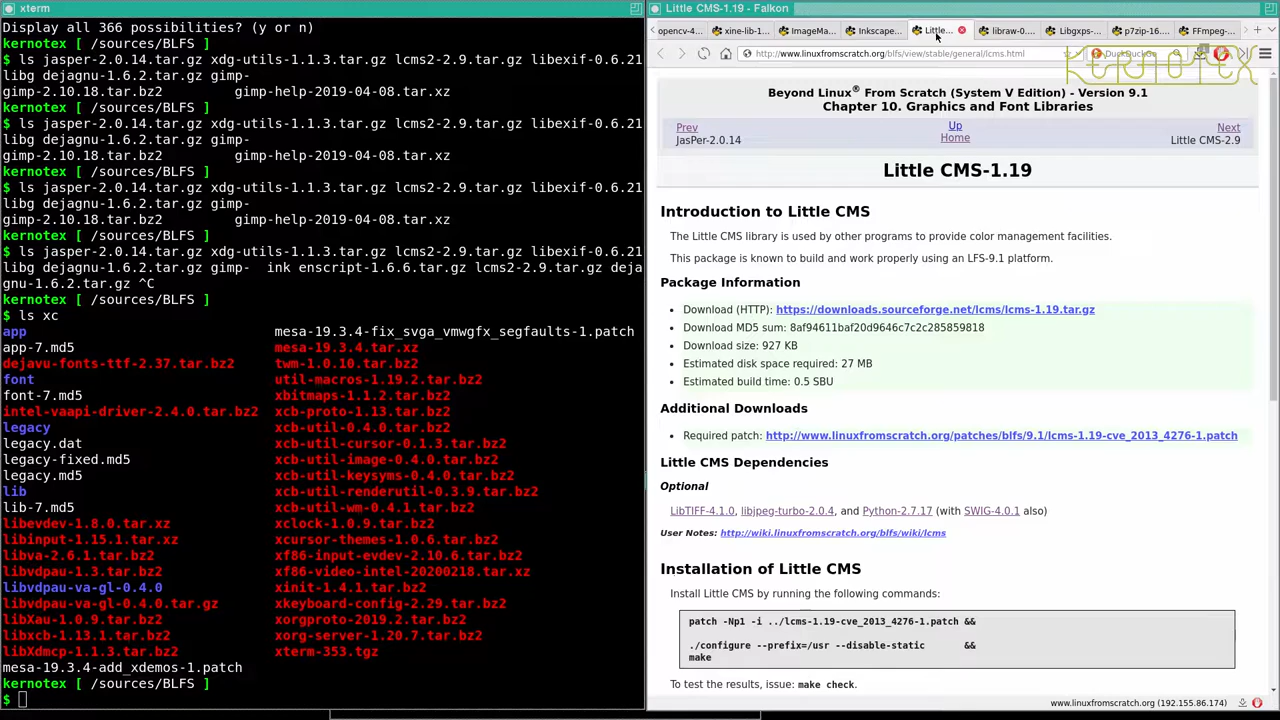 xterm
Display all 366 possibilities? (y or n)
kernotex [ /sources/BLFS ]
$ ls jasper-2.0.14.tar.gz xdg-utils-1.1.3.tar.gz lcms2-2.9.tar.gz libexif-0.6.21
libg dejagnu-1.6.2.tar.gz gimp-
gimp-2.10.18.tar.bz2 gimp-help-2019-04-08.tar.xz
kernotex [ /sources/BLFS ]
$ ls jasper-2.0.14.tar.gz xdg-utils-1.1.3.tar.gz lcms2-2.9.tar.gz libexif-0.6.21
libg dejagnu-1.6.2.tar.gz gimp-
gimp-2.10.18.tar.bz2 gimp-help-2019-04-08.tar.xz
kernotex [ /sources/BLFS ]
$ ls jasper-2.0.14.tar.gz xdg-utils-1.1.3.tar.gz lcms2-2.9.tar.gz libexif-0.6.21
libg dejagnu-1.6.2.tar.gz gimp-
gimp-2.10.18.tar.bz2 gimp-help-2019-04-08.tar.xz
kernotex [ /sources/BLFS ]
$ ls jasper-2.0.14.tar.gz xdg-utils-1.1.3.tar.gz lcms2-2.9.tar.gz libexif-0.6.21
libg dejagnu-1.6.2.tar.gz gimp- ink enscript-1.6.6.tar.gz lcms2-2.9.tar.gz deja
gnu-1.6.2.tar.gz ^C
kernotex [ /sources/BLFS ]
$ ls xc
app mesa-19.3.4-fix_svga_vmwgfx_segfaults-1.patch
app-7.md5 mesa-19.3.4.tar.xz
dejavu-fonts-ttf-2.37.tar.bz2 twm-1.0.10.tar.bz2
font util-macros-1.19.2.tar.bz2
font-7.md5 xbitmaps-1.1.2.tar.bz2
intel-vaapi-driver-2.4.0.tar.bz2 xcb-proto-1.13.tar.bz2
legacy xcb-util-0.4.0.tar.bz2
legacy.dat xcb-util-cursor-0.1.3.tar.bz2
legacy-fixed.md5 xcb-util-image-0.4.0.tar.bz2
legacy.md5 xcb-util-keysyms-0.4.0.tar.bz2
lib xcb-util-renderutil-0.3.9.tar.bz2
lib-7.md5 xcb-util-wm-0.4.1.tar.bz2
libevdev-1.8.0.tar.xz xclock-1.0.9.tar.bz2
libinput-1.15.1.tar.xz xcursor-themes-1.0.6.tar.bz2
libva-2.6.1.tar.bz2 xf86-input-evdev-2.10.6.tar.bz2
libvdpau-1.3.tar.bz2 xf86-video-intel-20200218.tar.xz
libvdpau-va-gl-0.4.0 xinit-1.4.1.tar.bz2
libvdpau-va-gl-0.4.0.tar.gz xkeyboard-config-2.29.tar.bz2
libXau-1.0.9.tar.bz2 xorgproto-2019.2.tar.bz2
libxcb-1.13.1.tar.bz2 xorg-server-1.20.7.tar.bz2
libXdmcp-1.1.3.tar.bz2 xterm-353.tgz
mesa-19.3.4-add_xdemos-1.patch
kernotex [ /sources/BLFS ]
$
Little CMS-1.19 - Falkon
opencv-4... xine-lib-1... ImageMa... Inkscape... Little... libraw-0.... Libgxps-... p7zip-16.... FFmpeg-...
http://www.linuxfromscratch.org/blfs/view/stable/general/lcms.html DuckDuckGo
KERNOTEX
Beyond Linux® From Scratch (System V Edition) - Version 9.1
Chapter 10. Graphics and Font Libraries
Prev Up Next
JasPer-2.0.14 Home Little CMS-2.9
Little CMS-1.19
Introduction to Little CMS
The Little CMS library is used by other programs to provide color management facilities.
This package is known to build and work properly using an LFS-9.1 platform.
Package Information
• Download (HTTP): https://downloads.sourceforge.net/lcms/lcms-1.19.tar.gz
• Download MD5 sum: 8af94611baf20d9646c7c2c285859818
• Download size: 927 KB
• Estimated disk space required: 27 MB
• Estimated build time: 0.5 SBU
Additional Downloads
• Required patch: http://www.linuxfromscratch.org/patches/blfs/9.1/lcms-1.19-cve_2013_4276-1.patch
Little CMS Dependencies
Optional
LibTIFF-4.1.0, libjpeg-turbo-2.0.4, and Python-2.7.17 (with SWIG-4.0.1 also)
User Notes: http://wiki.linuxfromscratch.org/blfs/wiki/lcms
Installation of Little CMS
Install Little CMS by running the following commands:
patch -Np1 -i ../lcms-1.19-cve_2013_4276-1.patch &&
./configure --prefix=/usr --disable-static &&
make
To test the results, issue: make check.
www.linuxfromscratch.org (192.155.86.174)